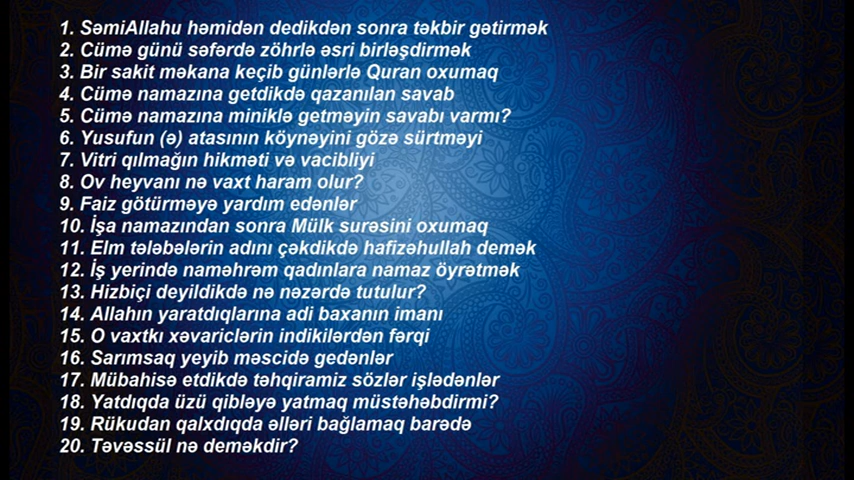 1. SəmiAllahu həmidən dedikdən sonra təkbir gətirmək
2. Cümə günü səfərdə zöhrlə əsri birləşdirmək
3. Bir sakit məkana keçib günlərlə Quran oxumaq
4. Cümə namazına getdikdə qazanılan savab
5. Cümə namazına miniklə getməyin savabı varmı?
6. Yusufun (ə) atasının köynəyini gözə sürtməyi
7. Vitri qılmağın hikməti və vacibliyi
8. Ov heyvanı nə vaxt haram olur?
9. Faiz götürməyə yardım edənlər
10. İşa namazından sonra Mülk surəsini oxumaq
11. Elm tələbələrin adını çəkdikdə hafizəhullah demək
12. İş yerində naməhrəm qadınlara namaz öyrətmək
13. Hizbiçi deyildikdə nə nəzərdə tutulur?
14. Allahın yaratdıqlarına adi baxanın imanı
15. O vaxtkı xəvariclərin indikilərdən fərqi
16. Sarımsaq yeyib məscidə gedənlər
17. Mübahisə etdikdə təhqiramiz sözlər işlədənlər
18. Yatdıqda üzü qibləyə yatmaq müstəhəbdirmi?
19. Rükudan qalxdıqda əlləri bağlamaq barədə
20. Təvəssül nə deməkdir?